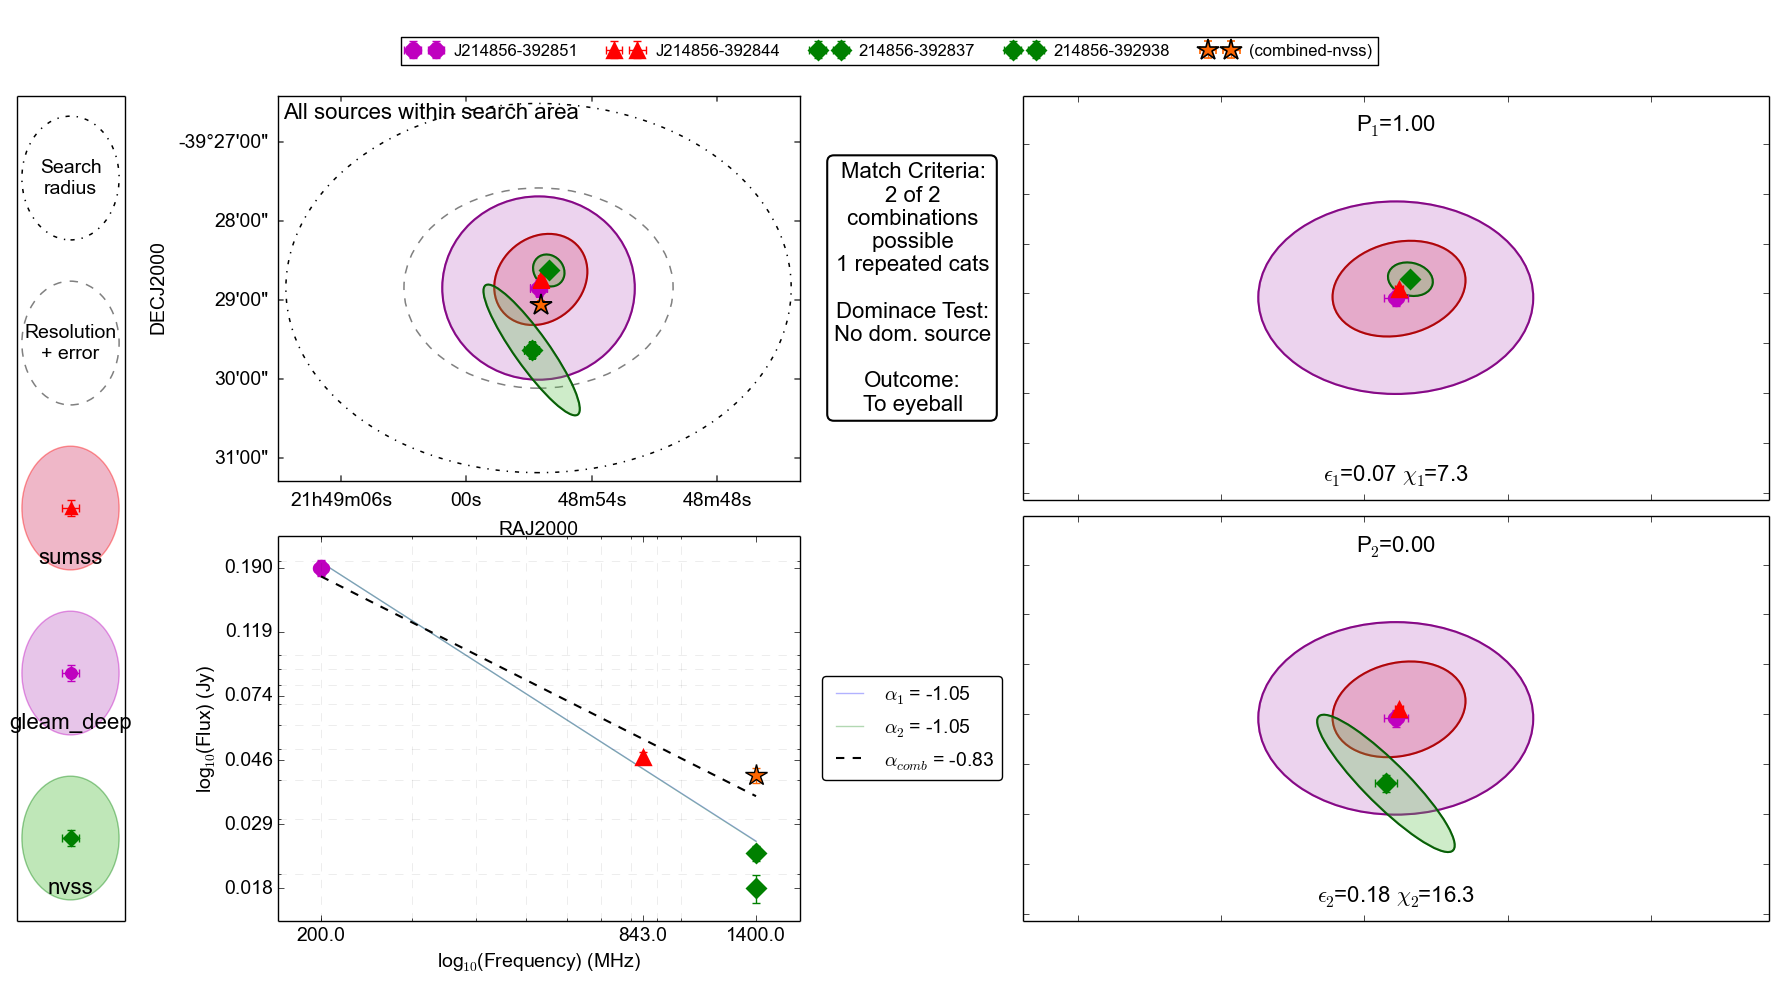 J214856-392851 J214856-392844 214856-392837 214856-392938 (combined-nvss)
Search
radius
Resolution
+ error
sumss
gleam_deep
nvss
All sources within search area
DECJ2000
-39°27'00"
28'00"
29'00"
30'00"
31'00"
21h49m06s 00s 48m54s 48m48s
RAJ2000
Match Criteria:
2 of 2
combinations
possible
1 repeated cats
Dominace Test:
No dom. source
Outcome:
To eyeball
P₁=1.00
ϵ₁=0.07 χ₁=7.3
log₁₀(Flux) (Jy)
0.190
0.119
0.074
0.046
0.029
0.018
200.0 843.0 1400.0
log₁₀(Frequency) (MHz)
α₁ = -1.05
α₂ = -1.05
α_comb = -0.83
P₂=0.00
ϵ₂=0.18 χ₂=16.3